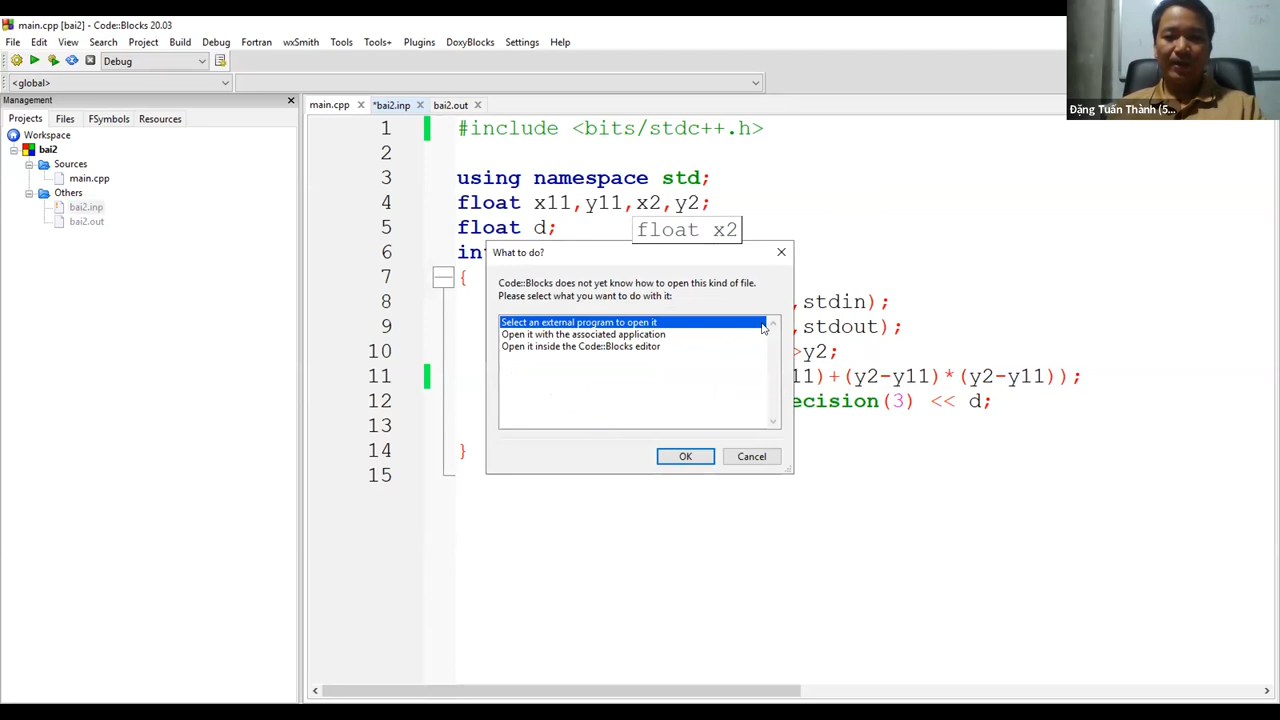 main.cpp [bai2] - Code::Blocks 20.03
File Edit View Search Project Build Debug Fortran wxSmith Tools Tools+ Plugins DoxyBlocks Settings Help
Debug
<global>
Management
Projects Files FSymbols Resources
Workspace
bai2
Sources
main.cpp
Others
bai2.inp
bai2.out
main.cpp *bai2.inp bai2.out
1 #include <bits/stdc++.h>
2
3 using namespace std;
4 float x11,y11,x2,y2;
5 float d;
float x2
6 in
7 {
8 ,stdin);
9 ,stdout);
10 >y2;
11 11)+(y2-y11)*(y2-y11));
12 ecision(3) << d;
13
14 }
15
What to do?
Code::Blocks does not yet know how to open this kind of file.
Please select what you want to do with it:
Select an external program to open it
Open it with the associated application
Open it inside the Code::Blocks editor
OK Cancel
Đặng Tuấn Thành (5...